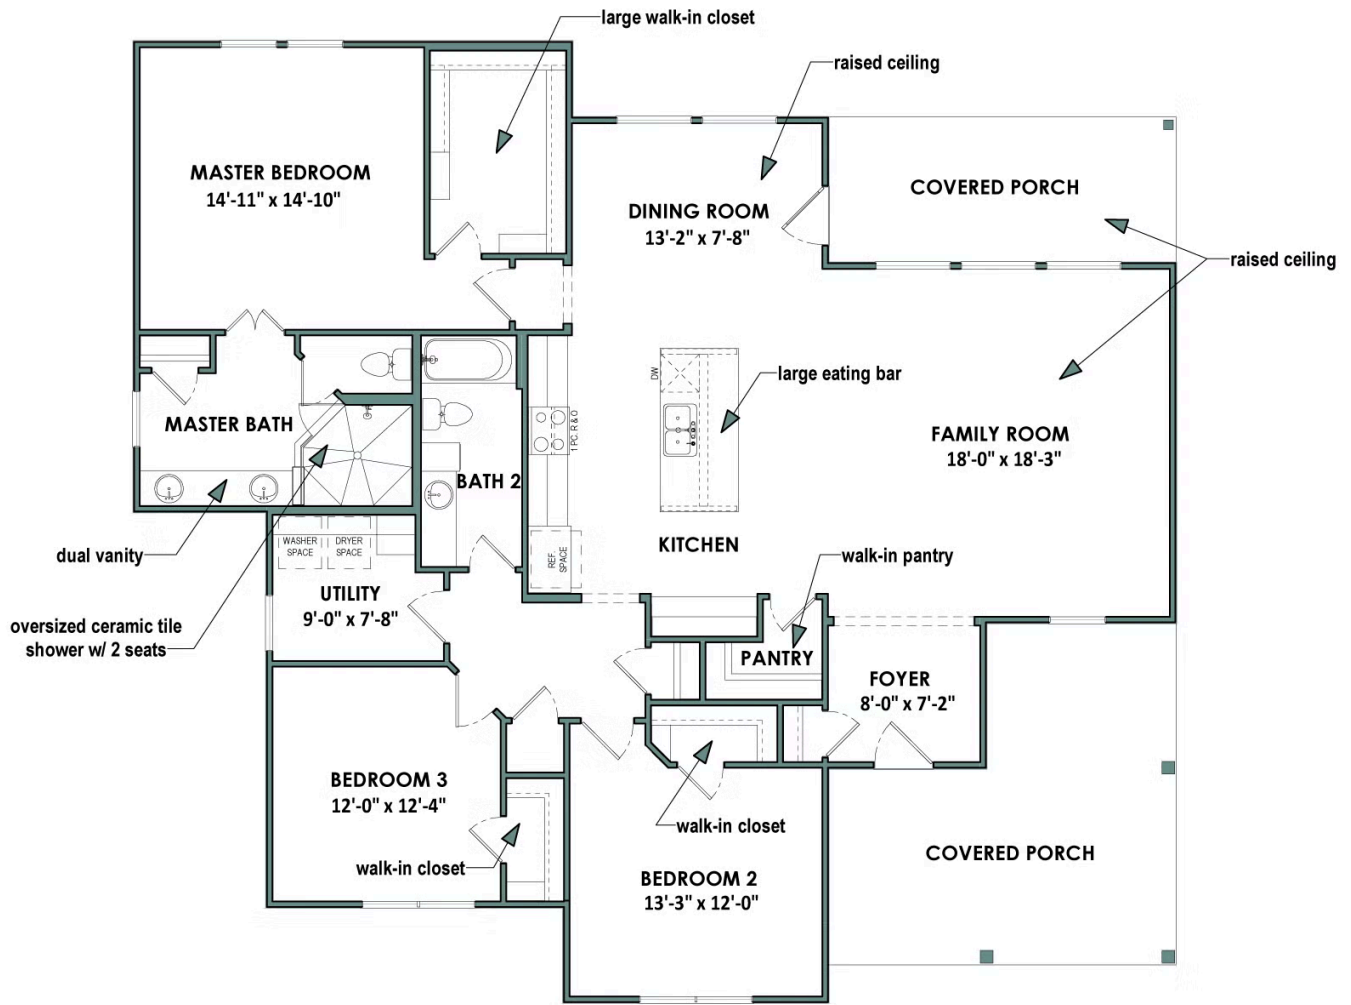 large walk-in closet
raised ceiling
MASTER BEDROOM
14'-11" x 14'-10"
COVERED PORCH
DINING ROOM
13'-2" x 7'-8"
raised ceiling
DW
large eating bar
1 PC. R & O
MASTER BATH
FAMILY ROOM
18'-0" x 18'-3"
BATH 2
KITCHEN
WASHER
SPACE
DRYER
SPACE
REF.
SPACE
dual vanity
walk-in pantry
UTILITY
9'-0" x 7'-8"
oversized ceramic tile
shower w/ 2 seats
PANTRY
FOYER
8'-0" x 7'-2"
BEDROOM 3
12'-0" x 12'-4"
walk-in closet
walk-in closet
COVERED PORCH
BEDROOM 2
13'-3" x 12'-0"